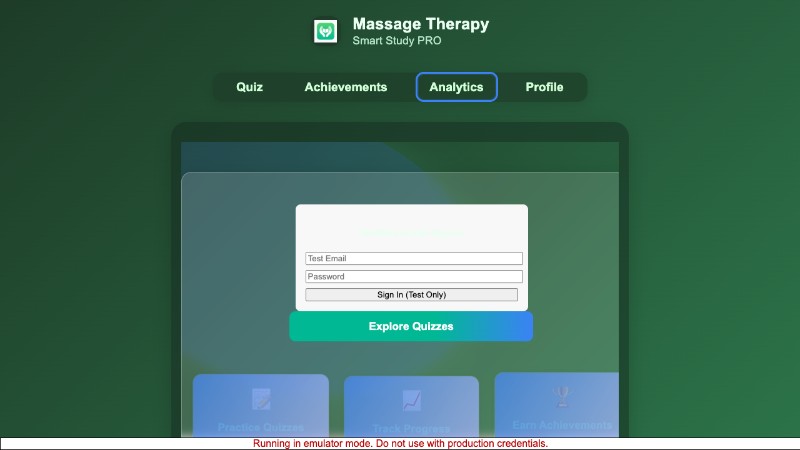 Massage Therapy
Smart Study PRO
Quiz
Achievements
Analytics
Profile
Test Email
Password
Sign In (Test Only)
Explore Quizzes
Practice Quizzes
Track Progress
Earn Achievements
Running in emulator mode. Do not use with production credentials.